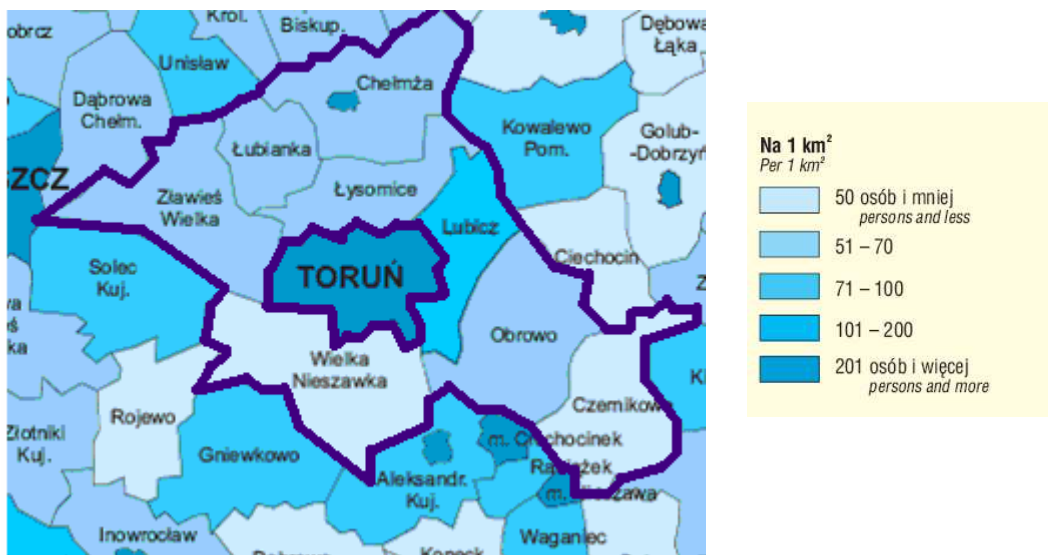 obrcz
Król.
Biskup.
Dębowa
Łąka
Unisław
Chełmża
Dąbrowa
Chełm.
Kowalewo
Pom.
Golub-
-Dobrzyń
Łubianka
SZCZ
Zławieś
Wielka
Łysomice
Lubicz
Ciechocin
Solec
Kuj.
TORUŃ
Obrowo
Wielka
Nieszawka
Rojewo
Czernikow
Złotniki
Kuj.
Gniewkowo
m. Ciechocinek
Raciążek
Aleksandr.
Kuj.
Waganiec
Inowrocław
Koneck
Na 1 km²
Per 1 km²
50 osób i mniej
persons and less
51 – 70
71 – 100
101 – 200
201 osób i więcej
persons and more